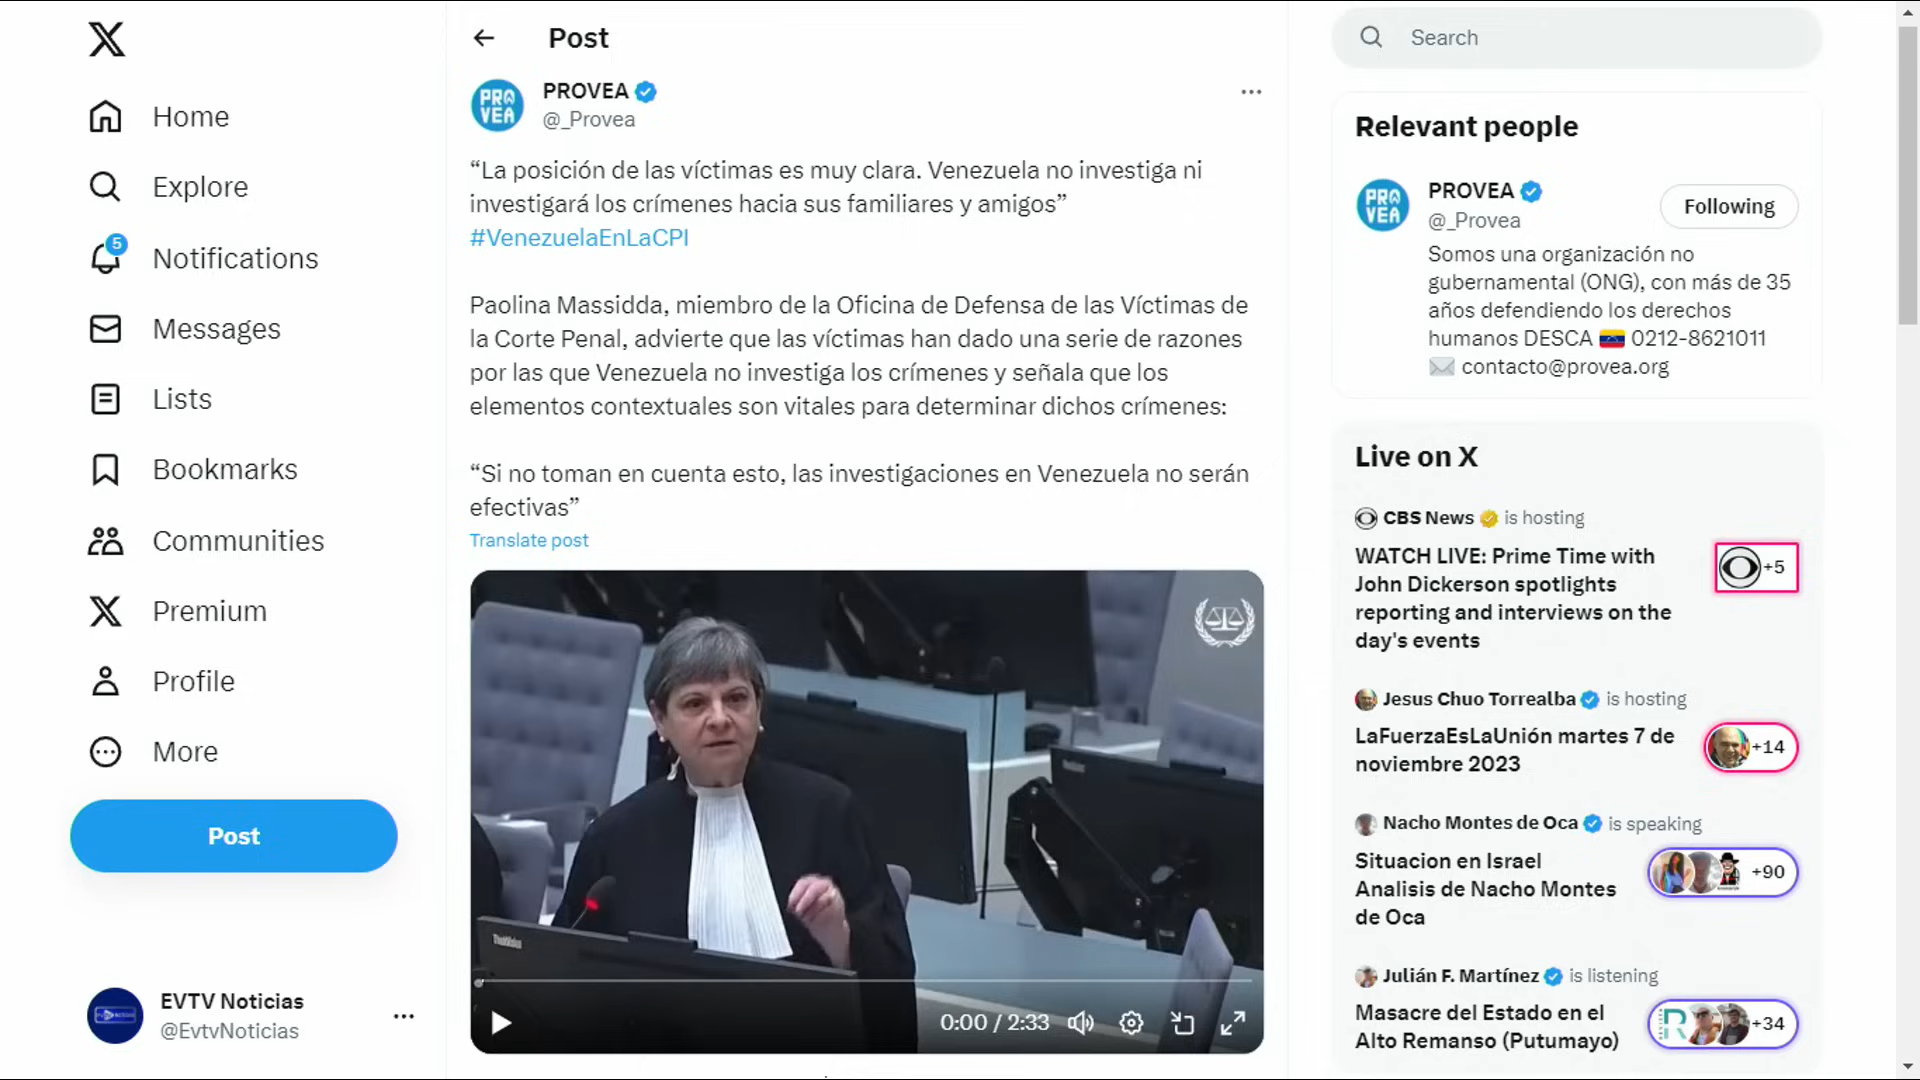 Home
Explore
5
Notifications
Messages
Lists
Bookmarks
Communities
Premium
Profile
More
Post
EVTV Noticias
@EvtvNoticias
Post
PRO
VEA
PROVEA
@_Provea
“La posición de las víctimas es muy clara. Venezuela no investiga ni
investigará los crímenes hacia sus familiares y amigos”
#VenezuelaEnLaCPI
Paolina Massidda, miembro de la Oficina de Defensa de las Víctimas de
la Corte Penal, advierte que las víctimas han dado una serie de razones
por las que Venezuela no investiga los crímenes y señala que los
elementos contextuales son vitales para determinar dichos crímenes:
“Si no toman en cuenta esto, las investigaciones en Venezuela no serán
efectivas”
Translate post
ThinkVision
0:00 / 2:33
Search
Relevant people
PRO
VEA
PROVEA
@_Provea
Following
Somos una organización no
gubernamental (ONG), con más de 35
años defendiendo los derechos
humanos DESCA 🇻🇪 0212-8621011
✉️ contacto@provea.org
Live on X
CBS News is hosting
WATCH LIVE: Prime Time with
John Dickerson spotlights
reporting and interviews on the
day's events
+5
Jesus Chuo Torrealba is hosting
LaFuerzaEsLaUnión martes 7 de
noviembre 2023
+14
Nacho Montes de Oca is speaking
Situacion en Israel
Analisis de Nacho Montes
de Oca
+90
Julián F. Martínez is listening
Masacre del Estado en el
Alto Remanso (Putumayo)
+34